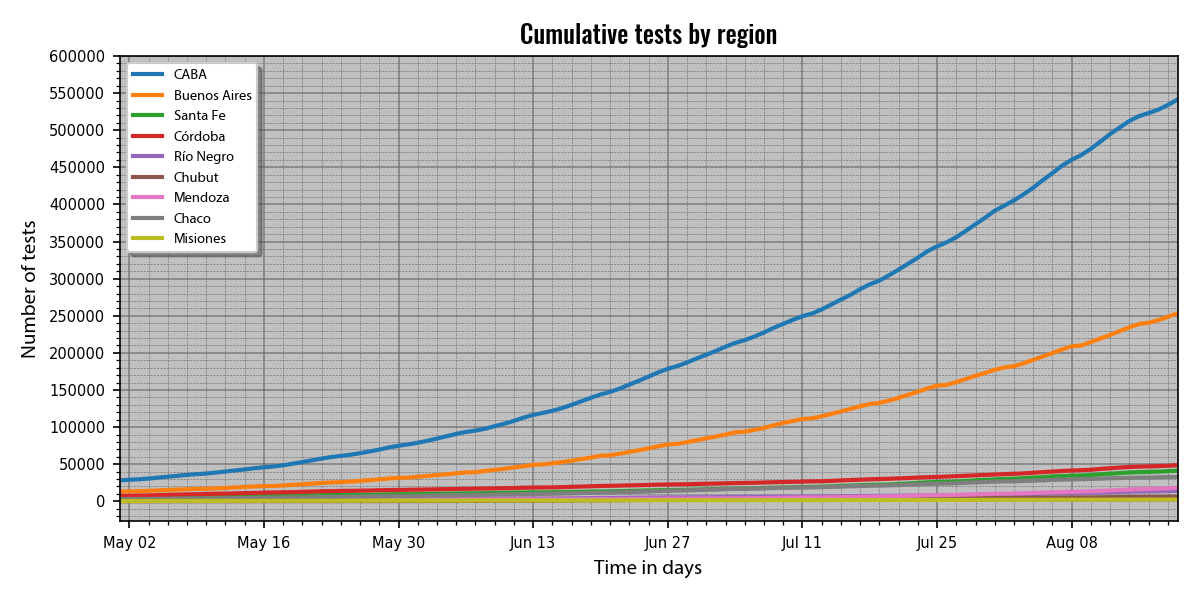 Cumulative tests by region
600000
550000
500000
450000
400000
350000
300000
250000
200000
150000
100000
50000
0
Number of tests
CABA
Buenos Aires
Santa Fe
Córdoba
Río Negro
Chubut
Mendoza
Chaco
Misiones
May 02 May 16 May 30 Jun 13 Jun 27 Jul 11 Jul 25 Aug 08
Time in days